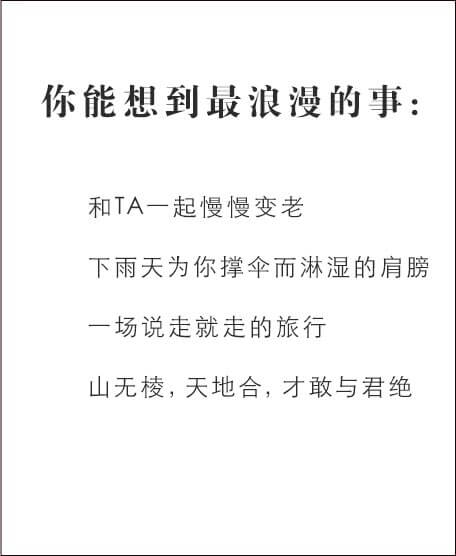 你能想到最浪漫的事：
和TA一起慢慢变老
下雨天为你撑伞而淋湿的肩膀
一场说走就走的旅行
山无棱，天地合，才敢与君绝